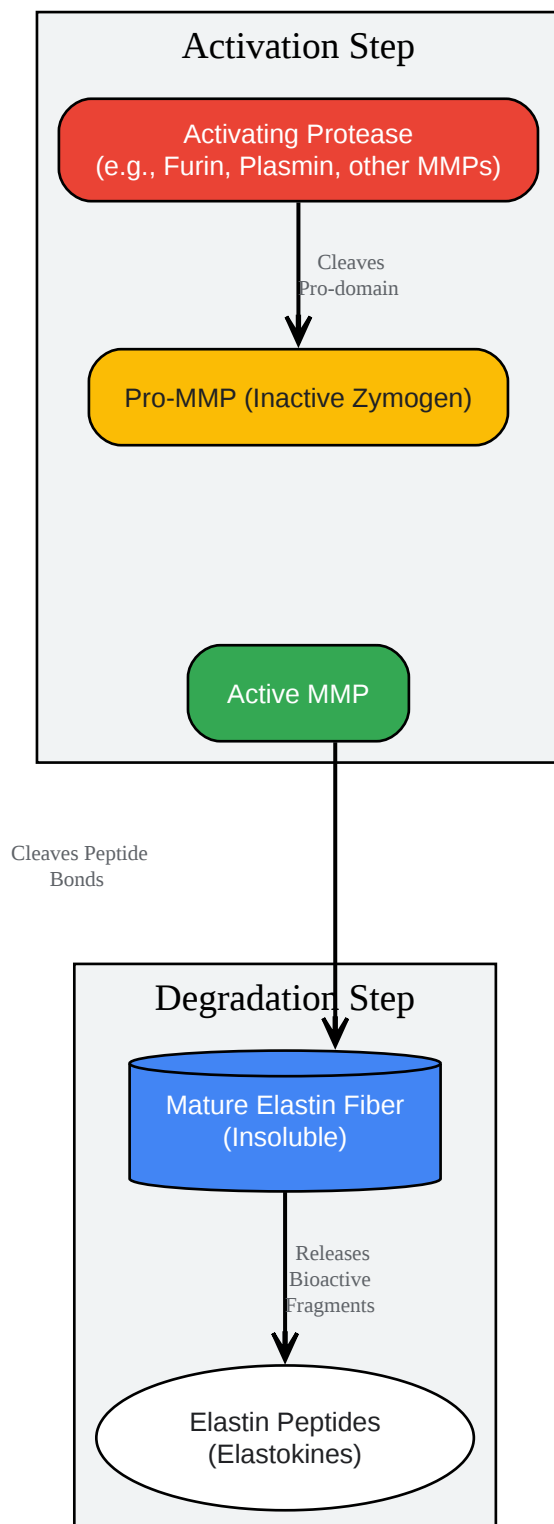 Activation Step
Activating Protease
(e.g., Furin, Plasmin, other MMPs)
Cleaves
Pro-domain
Pro-MMP (Inactive Zymogen)
Active MMP
Cleaves Peptide
Bonds
Degradation Step
Mature Elastin Fiber
(Insoluble)
Releases
Bioactive
Fragments
Elastin Peptides
(Elastokines)